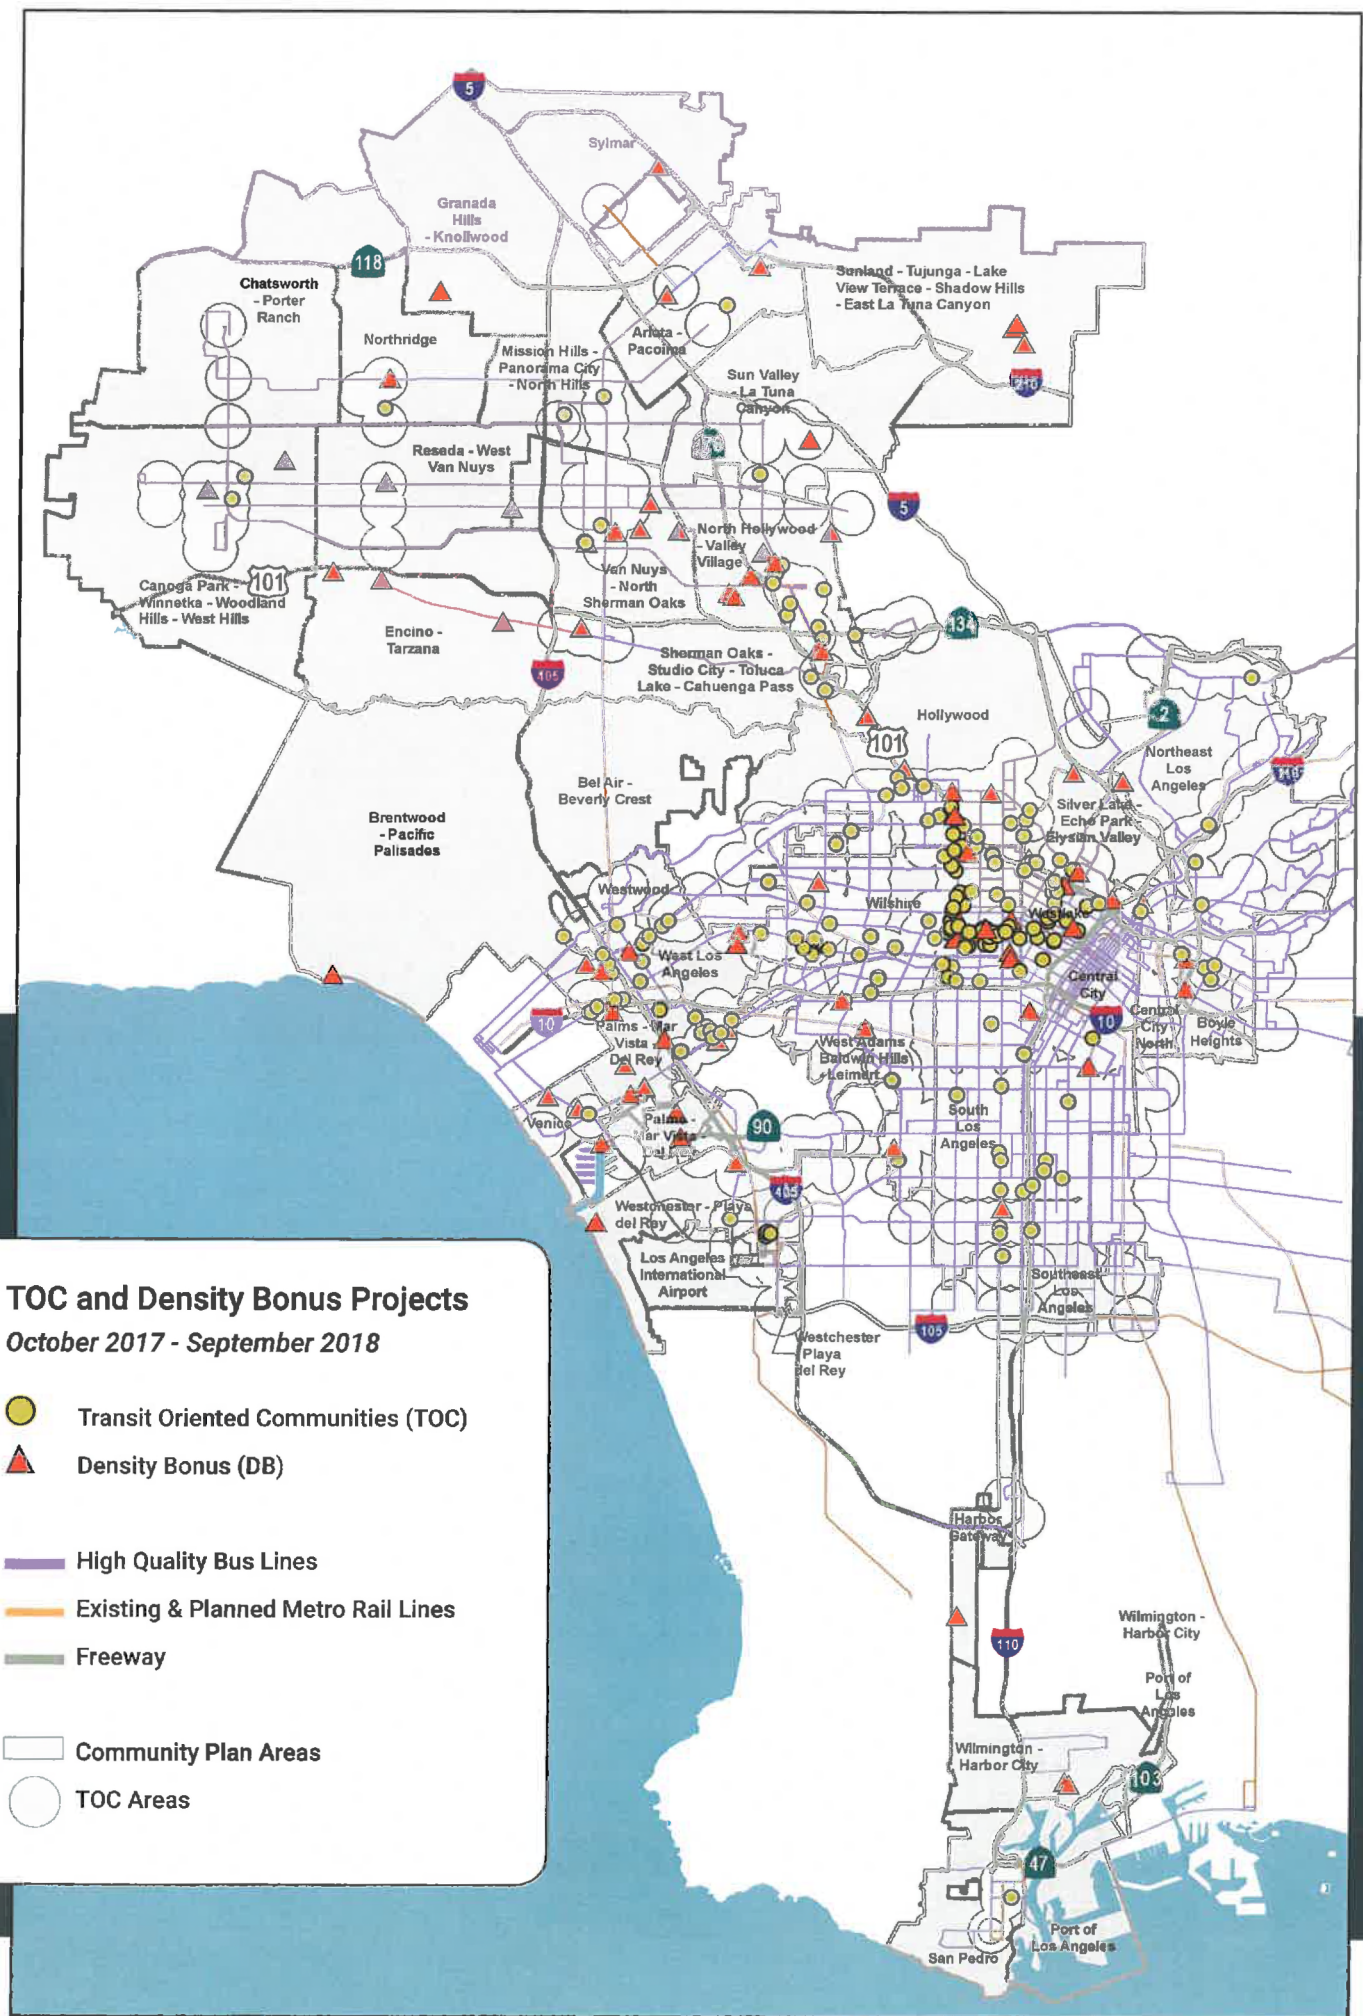 5
Sylmar
Granada
Hills
- Knollwood
118
Chatsworth
- Porter
Ranch
Sunland - Tujunga - Lake
View Terrace - Shadow Hills
- East La Tuna Canyon
Northridge
Arleta -
Pacoima
Mission Hills -
Panorama City
- North Hills
Sun Valley
- La Tuna
Canyon
210
Reseda - West
Van Nuys
5
North Hollywood
- Valley
Village
Canoga Park -
Winnetka - Woodland
Hills - West Hills
101
Van Nuys
- North
Sherman Oaks
134
Encino -
Tarzana
Sherman Oaks -
Studio City - Toluca
Lake - Cahuenga Pass
405
2
Hollywood
101
Northeast
Los
Angeles
Bel Air -
Beverly Crest
Silver Lake -
Echo Park -
Elysian Valley
Brentwood
- Pacific
Palisades
Westwood
Wilshire
Westlake
West Los
Angeles
Central
City
10
Palms - Mar
Vista -
Del Rey
10
Central
City
North
Boyle
Heights
West Adams
Baldwin Hills
- Leimert
Venice
Palms -
Mar Vista -
Del Rey
90
South
Los
Angeles
405
Westchester - Playa
del Rey
Los Angeles
International
Airport
Southeast
Los
Angeles
105
Westchester
Playa
del Rey
TOC and Density Bonus Projects
October 2017 - September 2018
Transit Oriented Communities (TOC)
Density Bonus (DB)
High Quality Bus Lines
Existing & Planned Metro Rail Lines
Freeway
Community Plan Areas
TOC Areas
Harbor
Gateway
110
Wilmington -
Harbor City
Port of
Los
Angeles
Wilmington -
Harbor City
103
47
Port of
Los Angeles
San Pedro